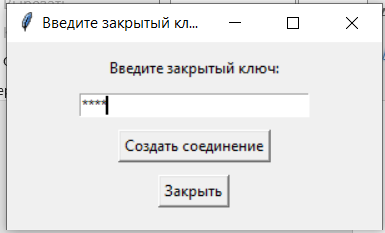 Введите закрытый кл...
Введите закрытый ключ:
****
Создать соединение
Закрыть